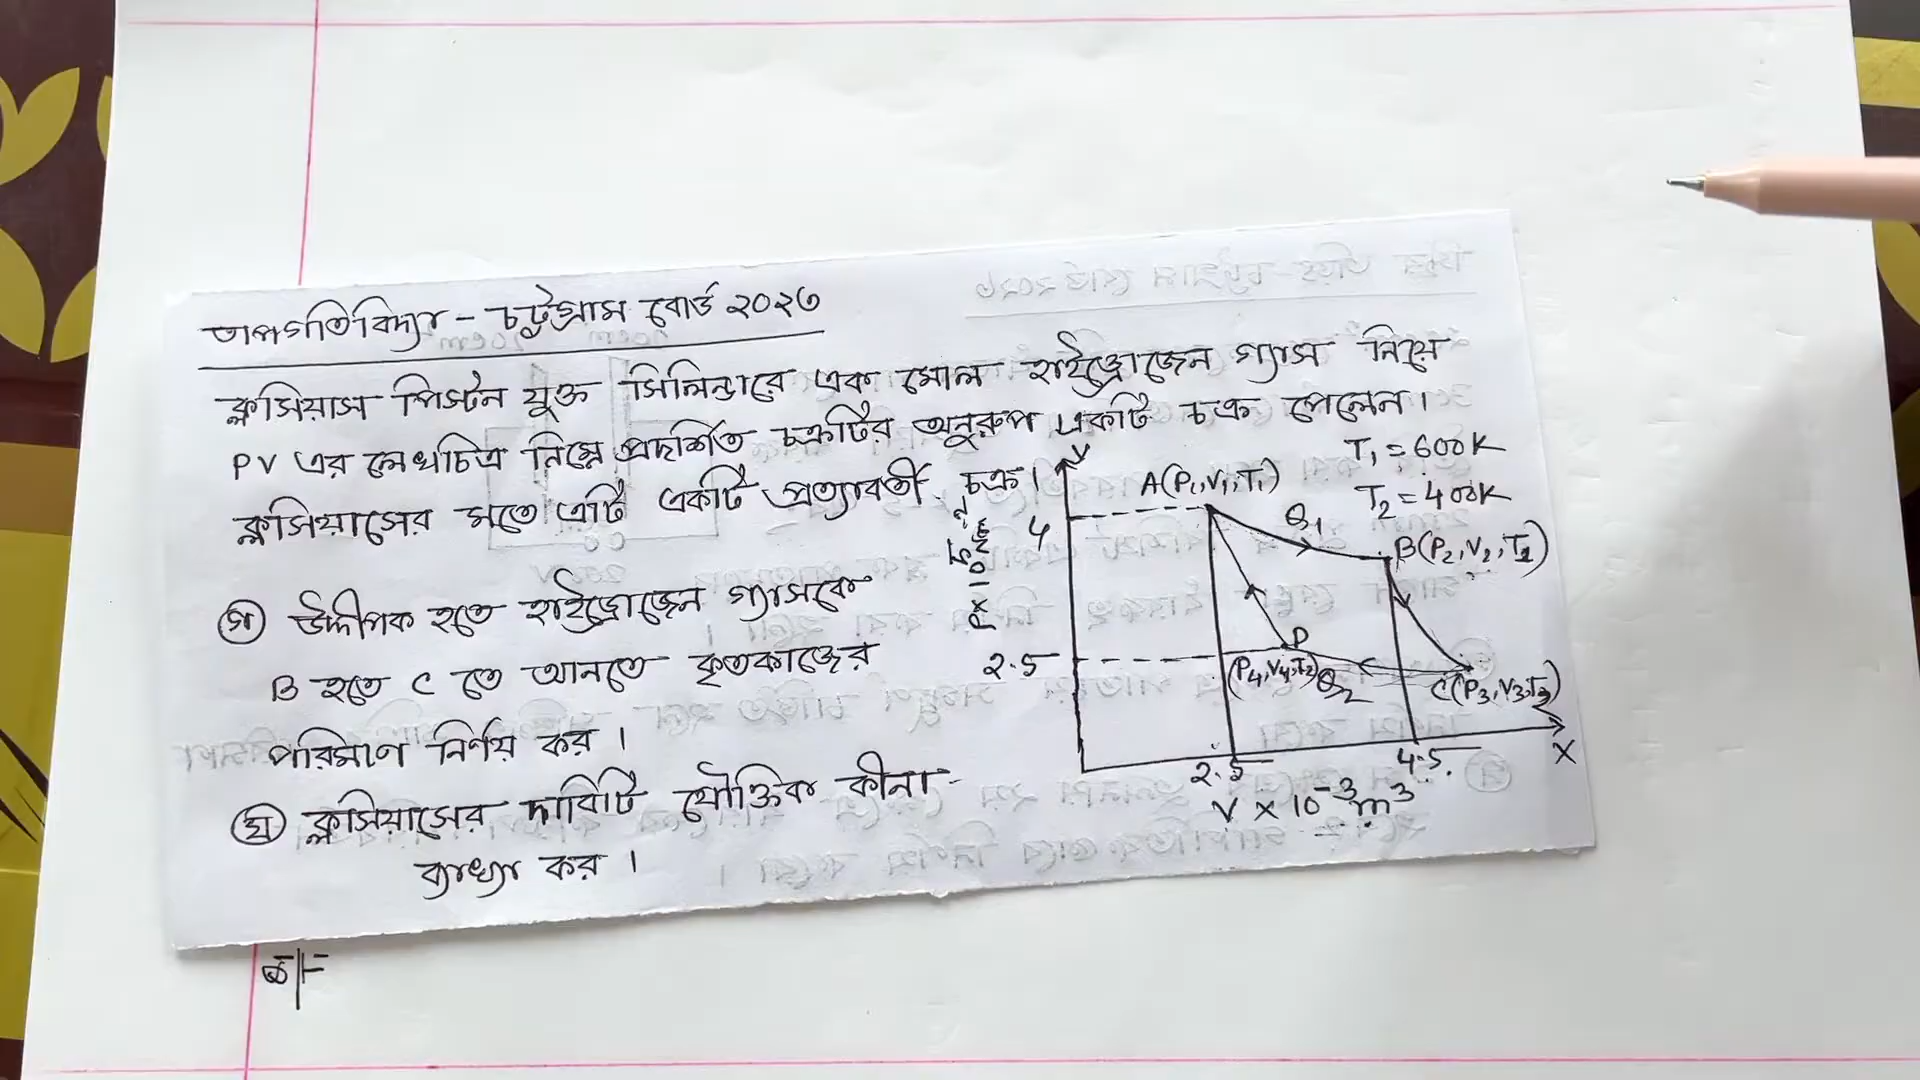 তাপগতিবিদ্যা - চট্টগ্রাম বোর্ড ২০২৩
ক্লসিয়াস পিস্টন যুক্ত সিলিন্ডারে এক মোল হাইড্রোজেন গ্যাস নিয়ে
PV এর লেখচিত্র নিম্নে প্রদর্শিত চক্রটির অনুরুপ একটি চক্র পেলেন।
ক্লসিয়াসের মতে এটি একটি প্রত্যাবর্তী চক্র।
T₁ = 600K
T₂ = 400K
Y
A(P₁,V₁,T₁)
4
Q₁
B(P₂,V₂,T₁)
P
২.5
(P₄,V₄,T₂)
Q₂
C(P₃,V₃,T₂)
X
২.5
4.5
V × 10⁻³ m³
গ উদ্দীপক হতে হাইড্রোজেন গ্যাসকে
B হতে C তে আনতে কৃতকাজের
পরিমাণ নির্ণয় কর।
ঘ ক্লসিয়াসের দাবিটি যৌক্তিক কীনা-
ব্যাখ্যা কর।